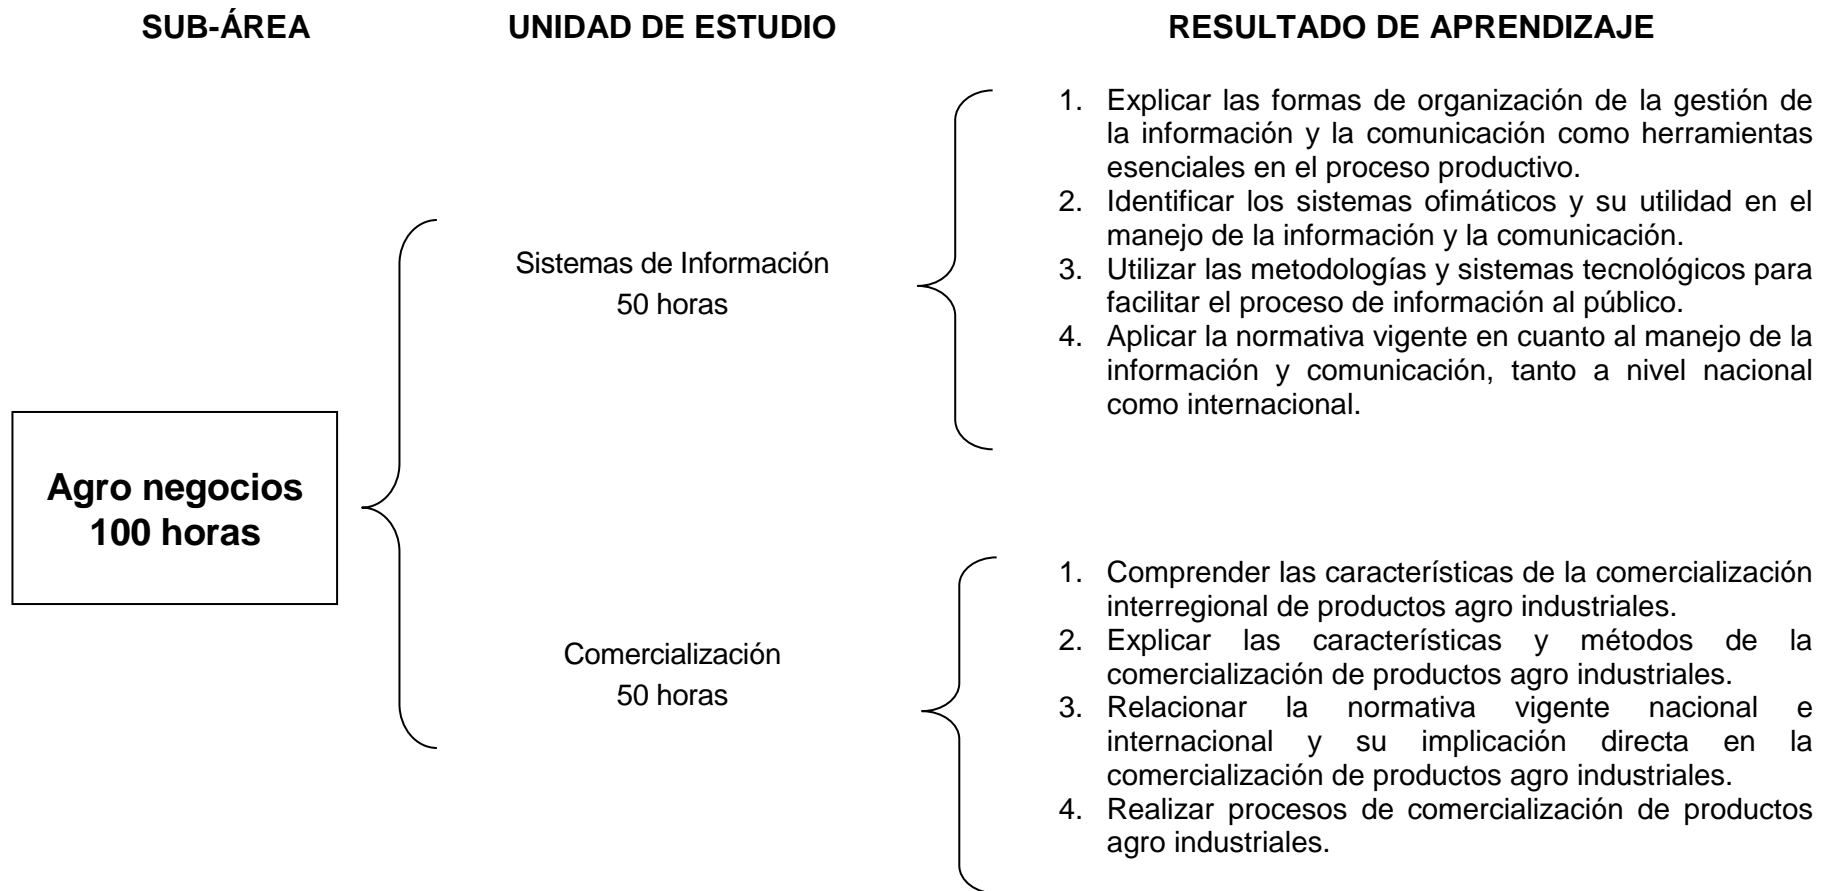 SUB-ÁREA
UNIDAD DE ESTUDIO
RESULTADO DE APRENDIZAJE
Agro negocios
100 horas
Sistemas de Información
50 horas
1. Explicar las formas de organización de la gestión de
la información y la comunicación como herramientas
esenciales en el proceso productivo.
2. Identificar los sistemas ofimáticos y su utilidad en el
manejo de la información y la comunicación.
3. Utilizar las metodologías y sistemas tecnológicos para
facilitar el proceso de información al público.
4. Aplicar la normativa vigente en cuanto al manejo de la
información y comunicación, tanto a nivel nacional
como internacional.
Comercialización
50 horas
1. Comprender las características de la comercialización
interregional de productos agro industriales.
2. Explicar las características y métodos de la
comercialización de productos agro industriales.
3. Relacionar la normativa vigente nacional e
internacional y su implicación directa en la
comercialización de productos agro industriales.
4. Realizar procesos de comercialización de productos
agro industriales.